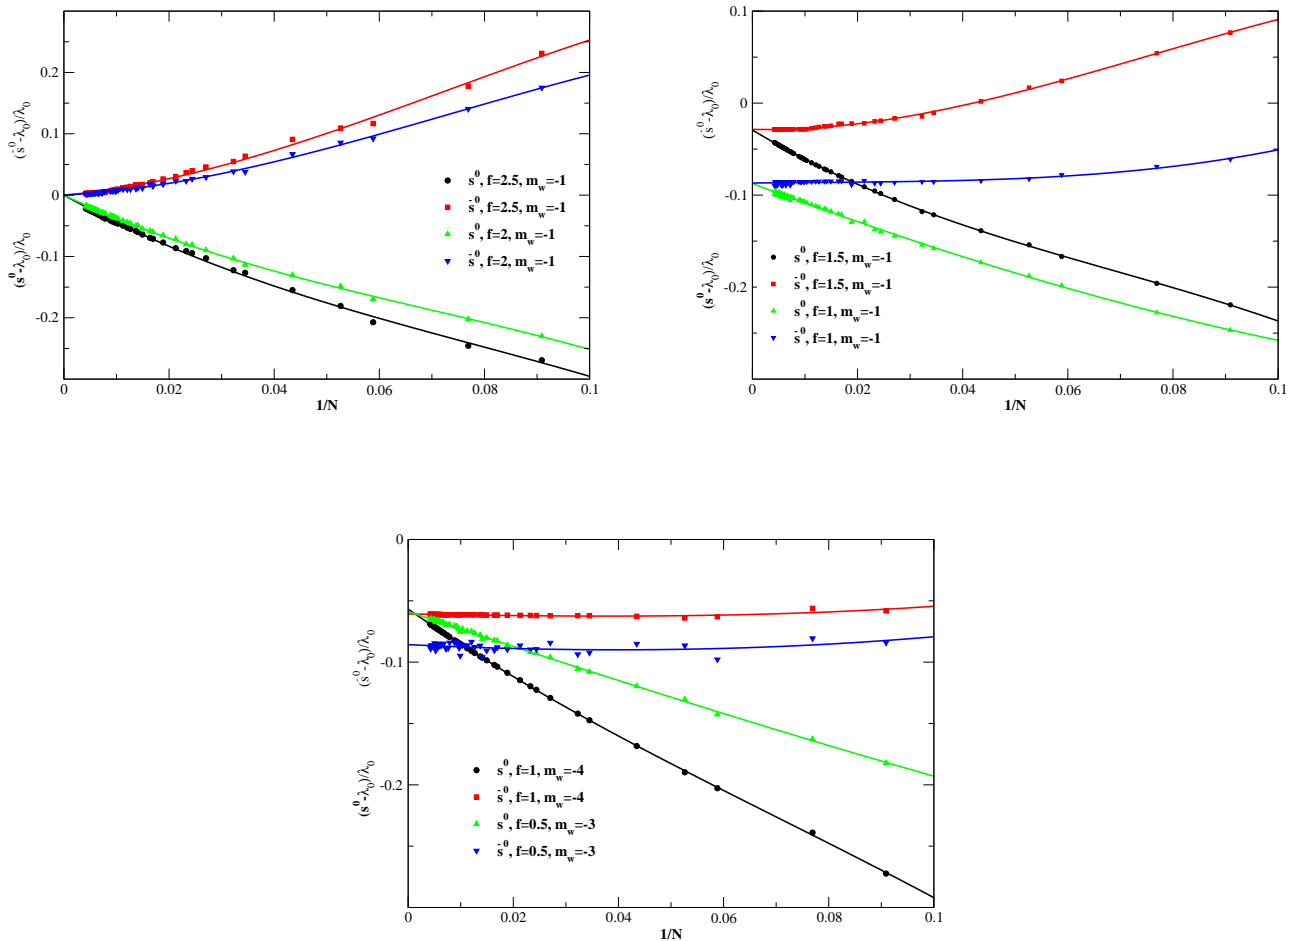 0.2
0.1
0
-0.1
-0.2
(s̄⁰-λ₀)/λ₀
(s⁰-λ₀)/λ₀
s⁰, f=2.5, m_w=-1
s̄⁰, f=2.5, m_w=-1
s⁰, f=2, m_w=-1
s̄⁰, f=2, m_w=-1
0 0.02 0.04 0.06 0.08 0.1
1/N
0.1
0
-0.1
-0.2
(s̄⁰-λ₀)/λ₀
(s⁰-λ₀)/λ₀
s⁰, f=1.5, m_w=-1
s̄⁰, f=1.5, m_w=-1
s⁰, f=1, m_w=-1
s̄⁰, f=1, m_w=-1
0 0.02 0.04 0.06 0.08 0.1
1/N
0
-0.1
-0.2
(s̄⁰-λ₀)/λ₀
(s⁰-λ₀)/λ₀
s⁰, f=1, m_w=-4
s̄⁰, f=1, m_w=-4
s⁰, f=0.5, m_w=-3
s̄⁰, f=0.5, m_w=-3
0 0.02 0.04 0.06 0.08 0.1
1/N